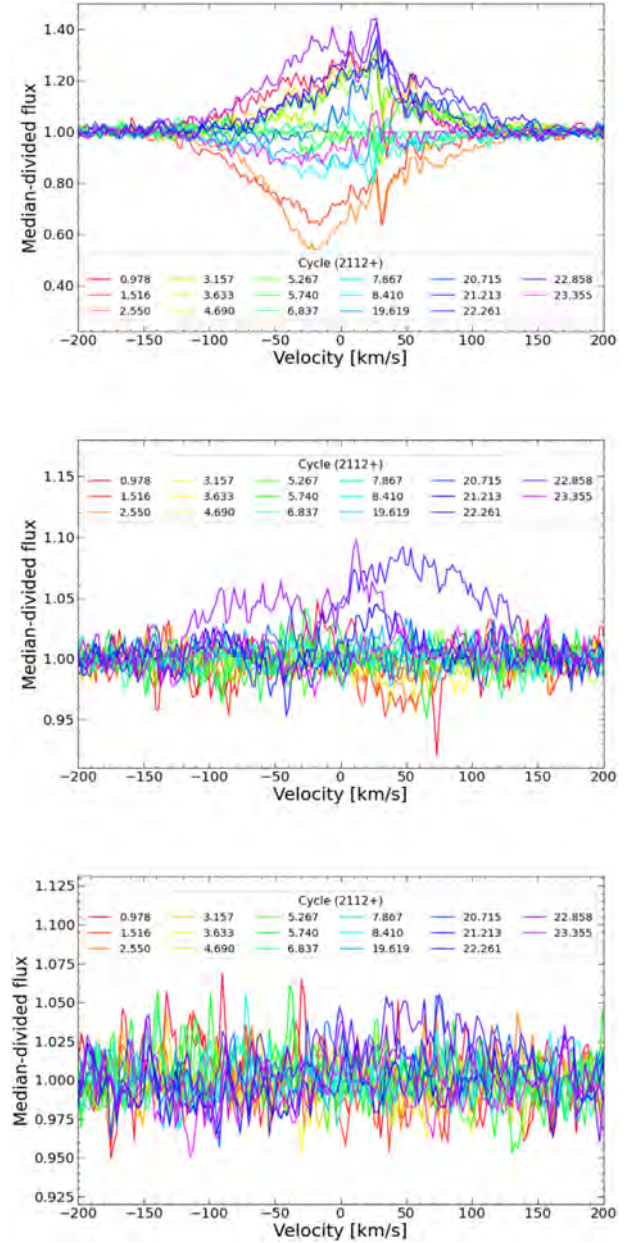 1.40
1.20
1.00
0.80
0.60
0.40
Median-divided flux
Cycle (2112+)
0.978 3.157 5.267 7.867 20.715 22.858
1.516 3.633 5.740 8.410 21.213 23.355
2.550 4.690 6.837 19.619 22.261
−200 −150 −100 −50 0 50 100 150 200
Velocity [km/s]
1.15
1.10
1.05
1.00
0.95
Median-divided flux
Cycle (2112+)
0.978 3.157 5.267 7.867 20.715 22.858
1.516 3.633 5.740 8.410 21.213 23.355
2.550 4.690 6.837 19.619 22.261
−200 −150 −100 −50 0 50 100 150 200
Velocity [km/s]
1.125
1.100
1.075
1.050
1.025
1.000
0.975
0.950
0.925
Median-divided flux
Cycle (2112+)
0.978 3.157 5.267 7.867 20.715 22.858
1.516 3.633 5.740 8.410 21.213 23.355
2.550 4.690 6.837 19.619 22.261
−200 −150 −100 −50 0 50 100 150 200
Velocity [km/s]